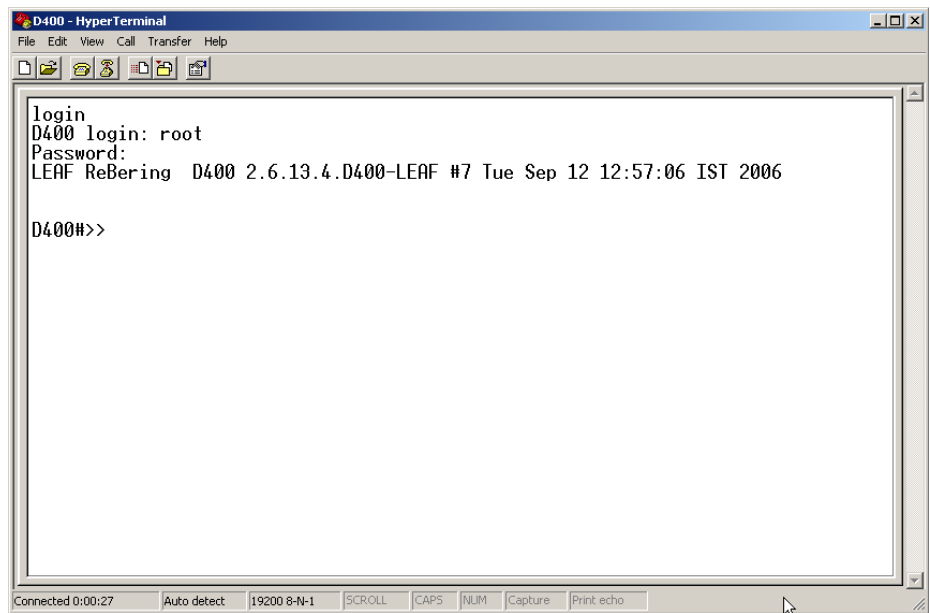 D400 - HyperTerminal
File Edit View Call Transfer Help
login
D400 login: root
Password:
LEAF ReBering  D400 2.6.13.4.D400-LEAF #7 Tue Sep 12 12:57:06 IST 2006
D400#>>
Connected 0:00:27 Auto detect 19200 8-N-1 SCROLL CAPS NUM Capture Print echo